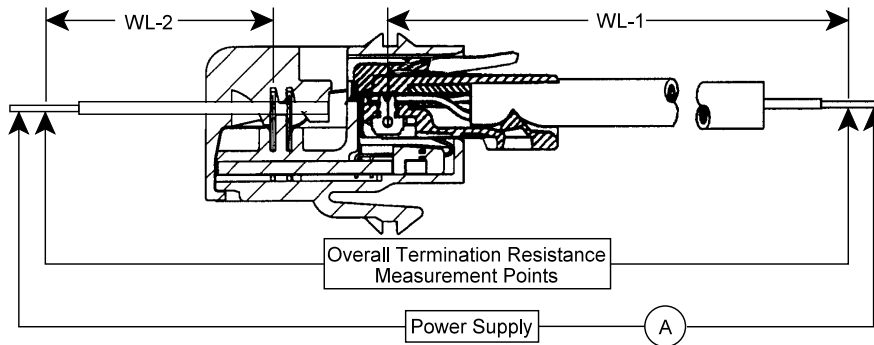 WL-2
WL-1
Overall Termination Resistance
Measurement Points
Power Supply
A